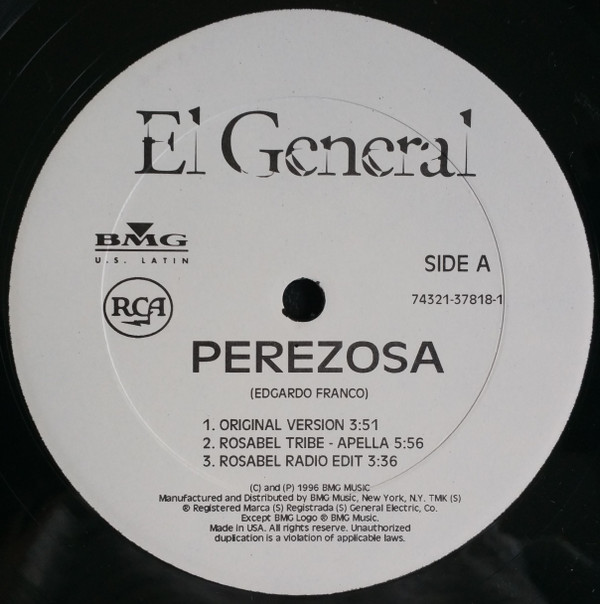 El General
BMG
U.S. LATIN
SIDE A
RCA
74321-37818-1
PEREZOSA
(EDGARDO FRANCO)
1. ORIGINAL VERSION 3:51
2. ROSABEL TRIBE - APELLA 5:56
3. ROSABEL RADIO EDIT 3:36
(C) and (P) 1996 BMG MUSIC
Manufactured and Distributed by BMG Music, New York, N.Y. TMK (S)
® Registered Marca (S) Registrada (S) General Electric, Co.
Except BMG Logo ® BMG Music.
Made in USA. All rights reserve. Unauthorized
duplication is a violation of applicable laws.